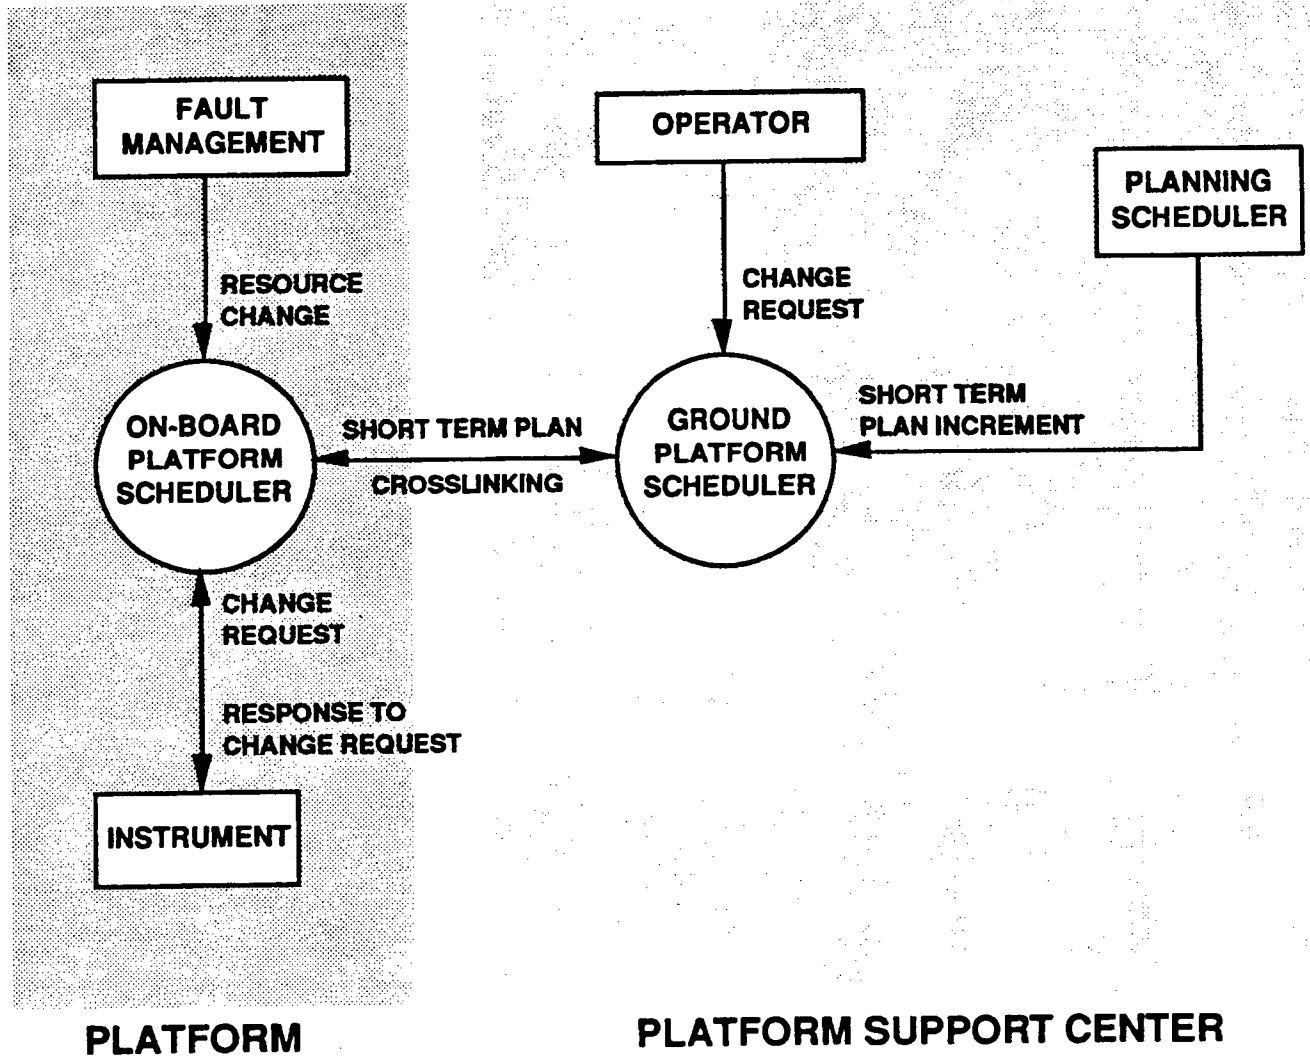 FAULT
MANAGEMENT
OPERATOR
PLANNING
SCHEDULER
RESOURCE
CHANGE
CHANGE
REQUEST
ON-BOARD
PLATFORM
SCHEDULER
SHORT TERM PLAN
CROSSLINKING
GROUND
PLATFORM
SCHEDULER
SHORT TERM
PLAN INCREMENT
CHANGE
REQUEST
RESPONSE TO
CHANGE REQUEST
INSTRUMENT
PLATFORM
PLATFORM SUPPORT CENTER